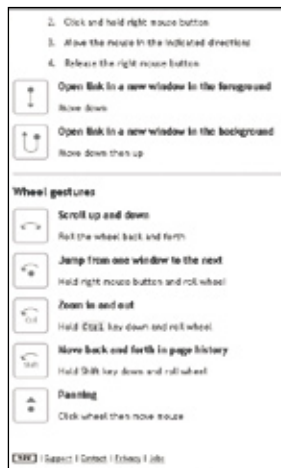 2. Click and hold right mouse button
3. Move the mouse in the indicated directions
4. Release the right mouse button
Open link in a new window in the foreground
Move down
Open link in a new window in the background
Move down then up
Wheel gestures
Scroll up and down
Roll the wheel back and forth
Jump from one window to the next
Hold right mouse button and roll wheel
Zoom in and out
Ctrl
Hold Ctrl key down and roll wheel
Move back and forth in page history
Shift
Hold Shift key down and roll wheel
Panning
Click wheel then move mouse
| Support | Contact | Privacy | Jobs